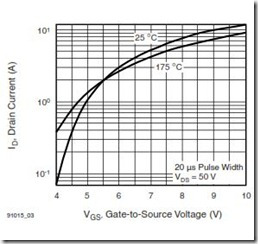 10¹
25 °C
175 °C
10⁰
I_D, Drain Current (A)
10⁻¹
20 µs Pulse Width
V_DS = 50 V
4 5 6 7 8 9 10
91015_03
V_GS, Gate-to-Source Voltage (V)